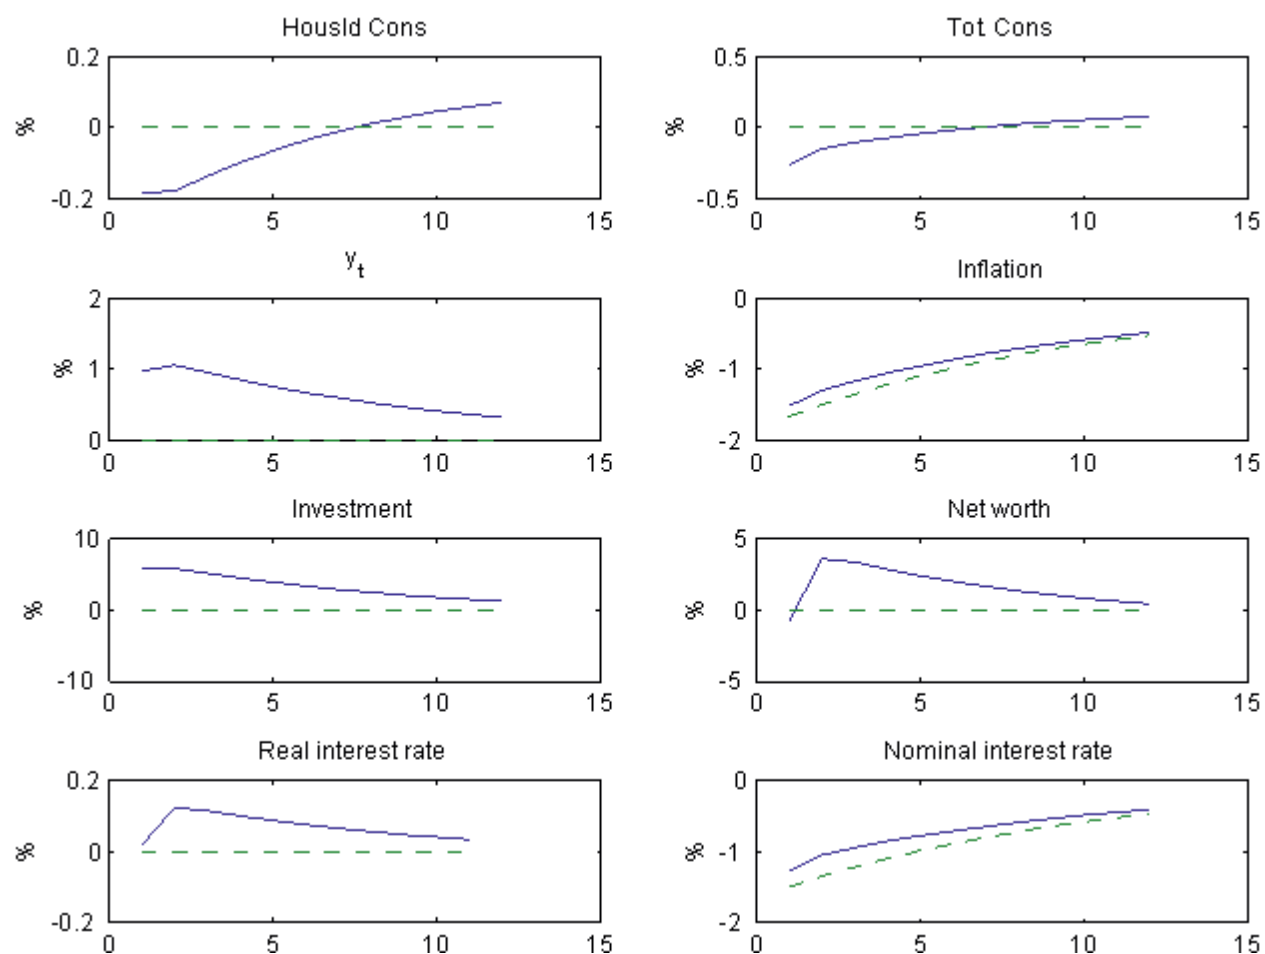 Housld Cons
0.2
%
0
-0.2
0 5 10 15
Tot. Cons
0.5
%
0
-0.5
0 5 10 15
y_t
2
%
1
0
0 5 10 15
Inflation
0
%
-1
-2
0 5 10 15
Investment
10
%
0
-10
0 5 10 15
Net worth
5
%
0
-5
0 5 10 15
Real interest rate
0.2
%
0
-0.2
0 5 10 15
Nominal interest rate
-0
%
-1
-2
0 5 10 15